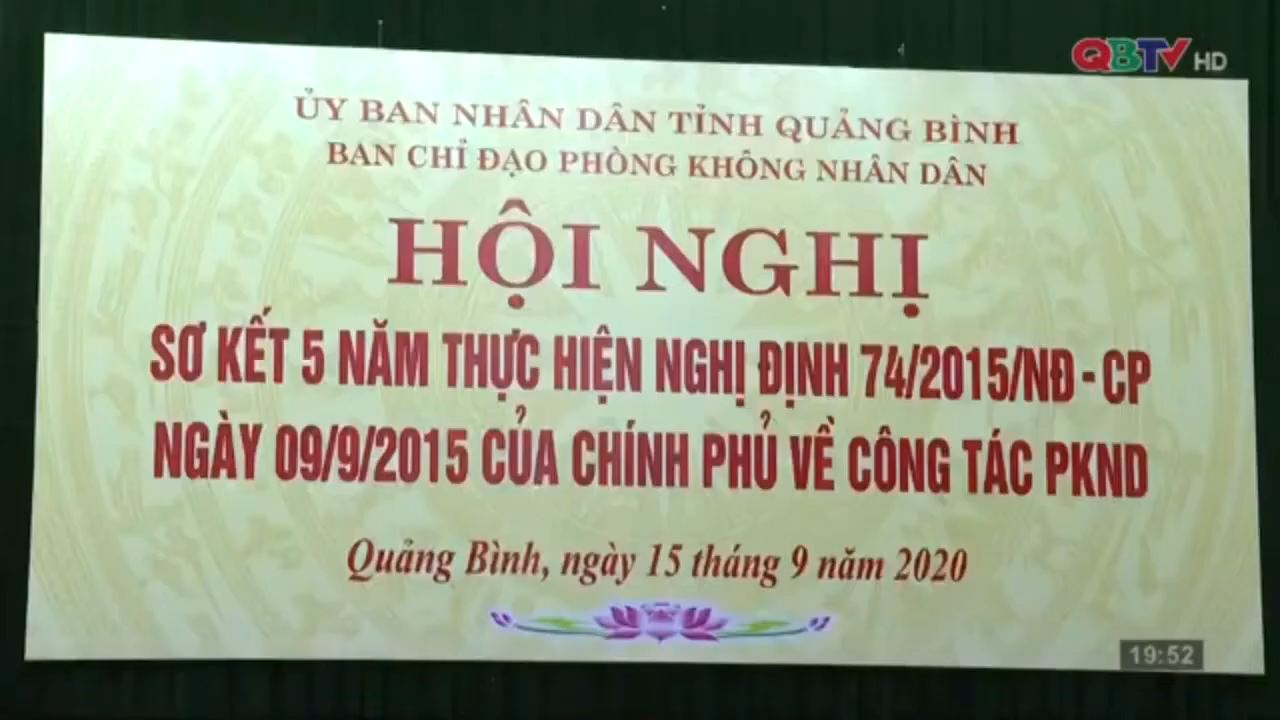 QBTV HD
ỦY BAN NHÂN DÂN TỈNH QUẢNG BÌNH
BAN CHỈ ĐẠO PHÒNG KHÔNG NHÂN DÂN
HỘI NGHỊ
SƠ KẾT 5 NĂM THỰC HIỆN NGHỊ ĐỊNH 74/2015/NĐ - CP
NGÀY 09/9/2015 CỦA CHÍNH PHỦ VỀ CÔNG TÁC PKND
Quảng Bình, ngày 15 tháng 9 năm 2020
19:52